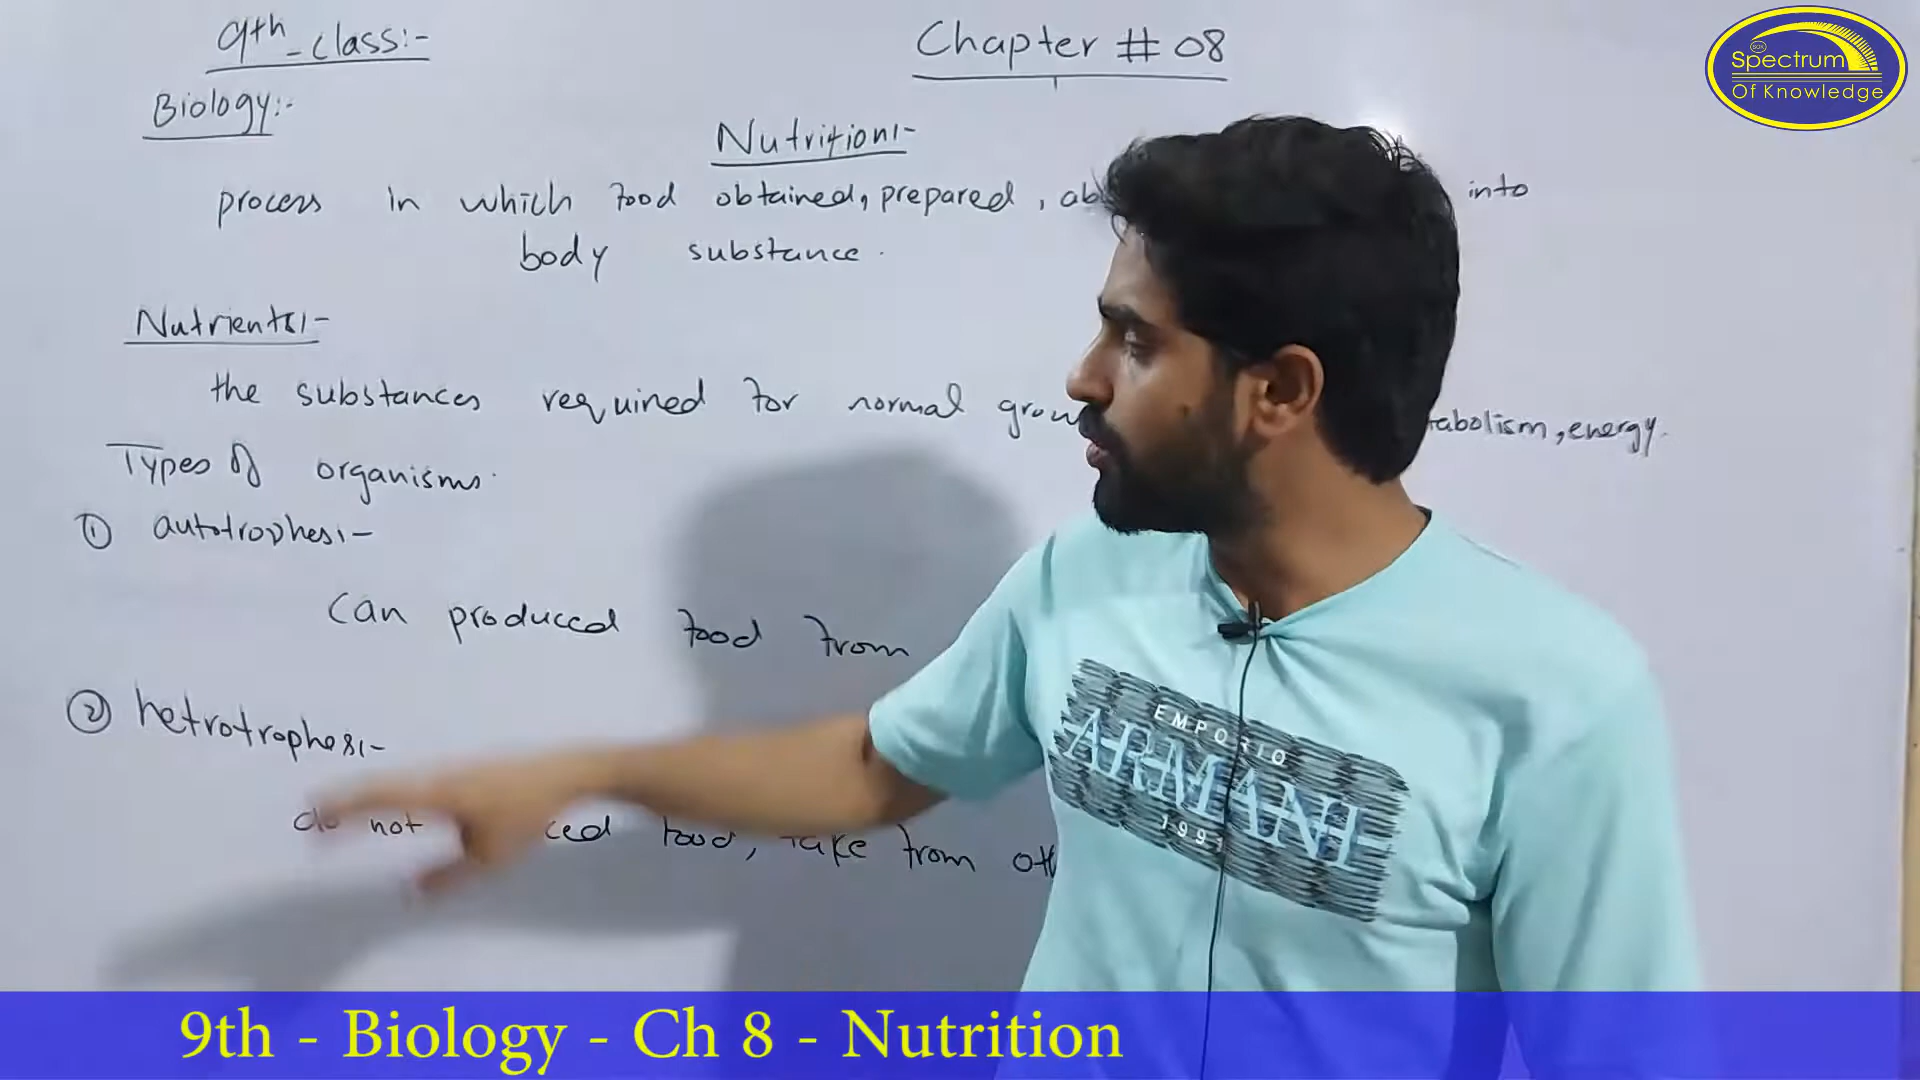 9th - class:-
Chapter # 08
Spectrum
Of Knowledge
Biology:-
Nutrition:-
process in which food obtained, prepared, into
body substance.
Nutrients:-
the substances required for normal energy.
Types of organisms.
① autotrophes:-
Can produced food from
② hetrotrophes:-
do not food, take from
EMPORIO
ARMANI
9th - Biology - Ch 8 - Nutrition